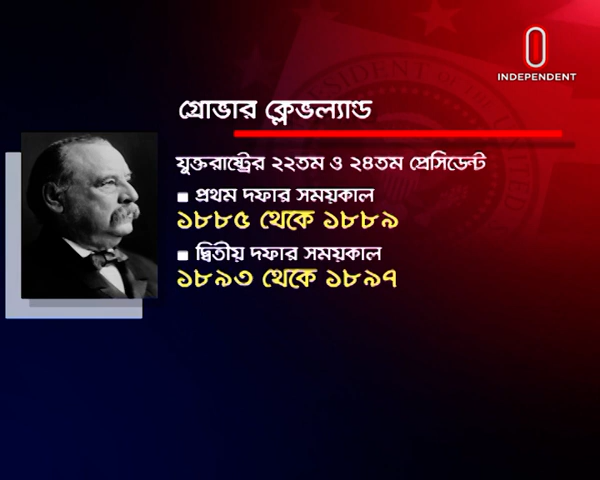 INDEPENDENT
গ্রোভার ক্লেভল্যান্ড
যুক্তরাষ্ট্রের ২২তম ও ২৪তম প্রেসিডেন্ট
প্রথম দফার সময়কাল
১৮৮৫ থেকে ১৮৮৯
দ্বিতীয় দফার সময়কাল
১৮৯৩ থেকে ১৮৯৭